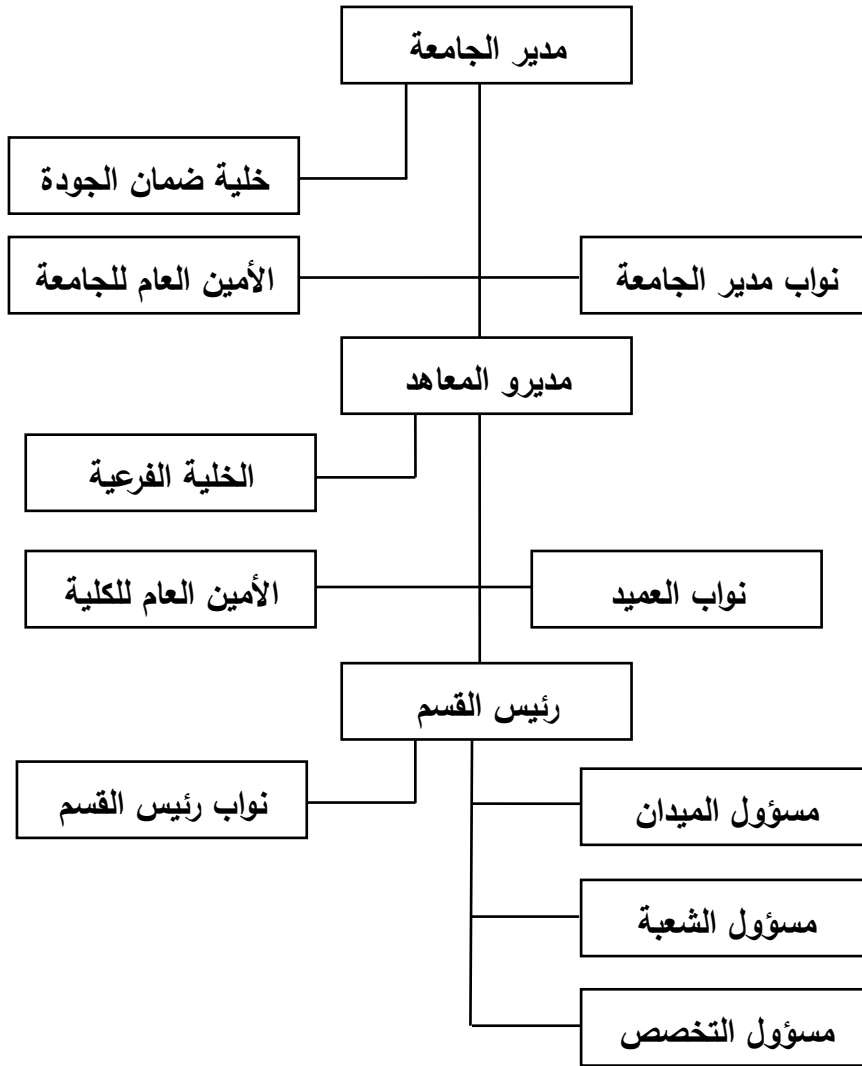 مدير الجامعة
خلية ضمان الجودة
نواب مدير الجامعة
الأمين العام للجامعة
مديرو المعاهد
الخلية الفرعية
نواب العميد
الأمين العام للكلية
رئيس القسم
مسؤول الميدان
نواب رئيس القسم
مسؤول الشعبة
مسؤول التخصص